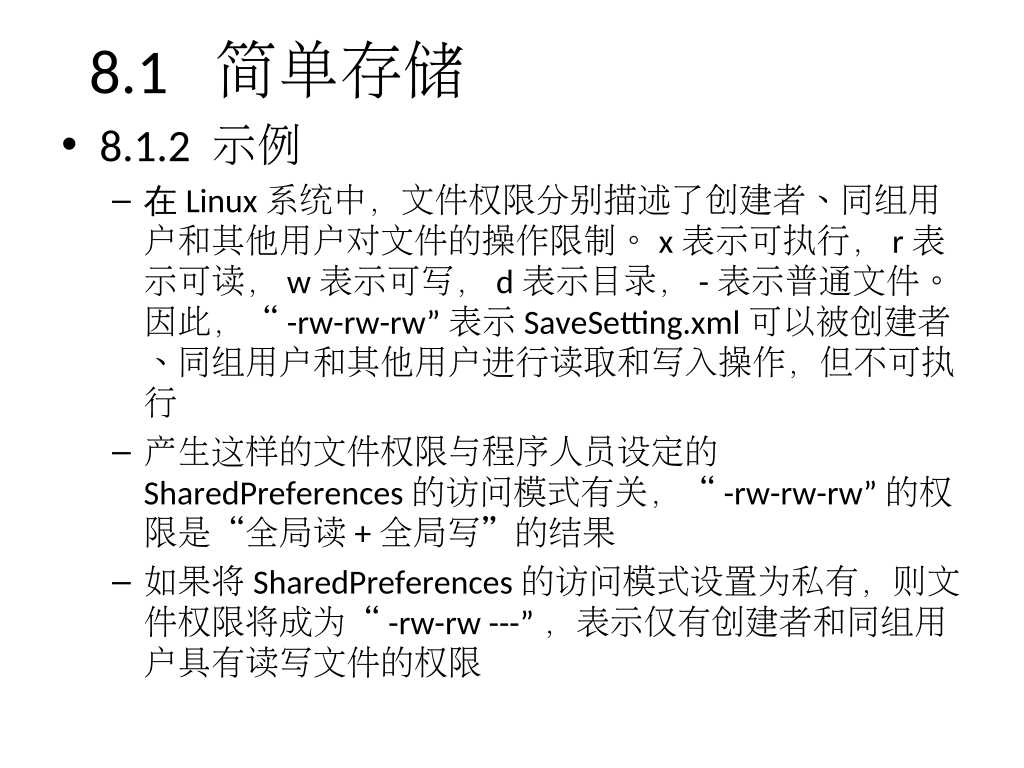 8.1 简单存储
• 8.1.2 示例
– 在 Linux 系统中，文件权限分别描述了创建者、同组用
户和其他用户对文件的操作限制。 x 表示可执行， r 表
示可读， w 表示可写， d 表示目录， - 表示普通文件。
因此，“ -rw-rw-rw” 表示 SaveSetting.xml 可以被创建者
、同组用户和其他用户进行读取和写入操作，但不可执
行
– 产生这样的文件权限与程序人员设定的
SharedPreferences 的访问模式有关，“ -rw-rw-rw” 的权
限是“全局读 + 全局写”的结果
– 如果将 SharedPreferences 的访问模式设置为私有，则文
件权限将成为“ -rw-rw ---” ，表示仅有创建者和同组用
户具有读写文件的权限